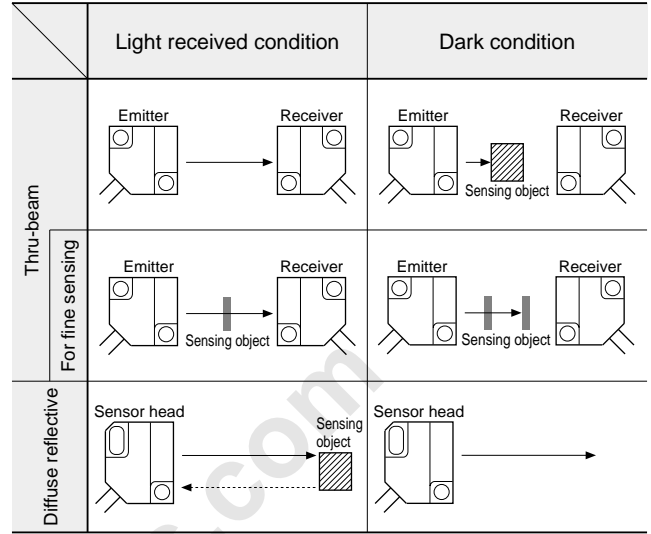 Light received condition
Dark condition
Thru-beam
Emitter
Receiver
Emitter
Receiver
Sensing object
For fine sensing
Emitter
Receiver
Sensing object
Emitter
Receiver
Sensing object
Diffuse reflective
Sensor head
Sensing
object
Sensor head